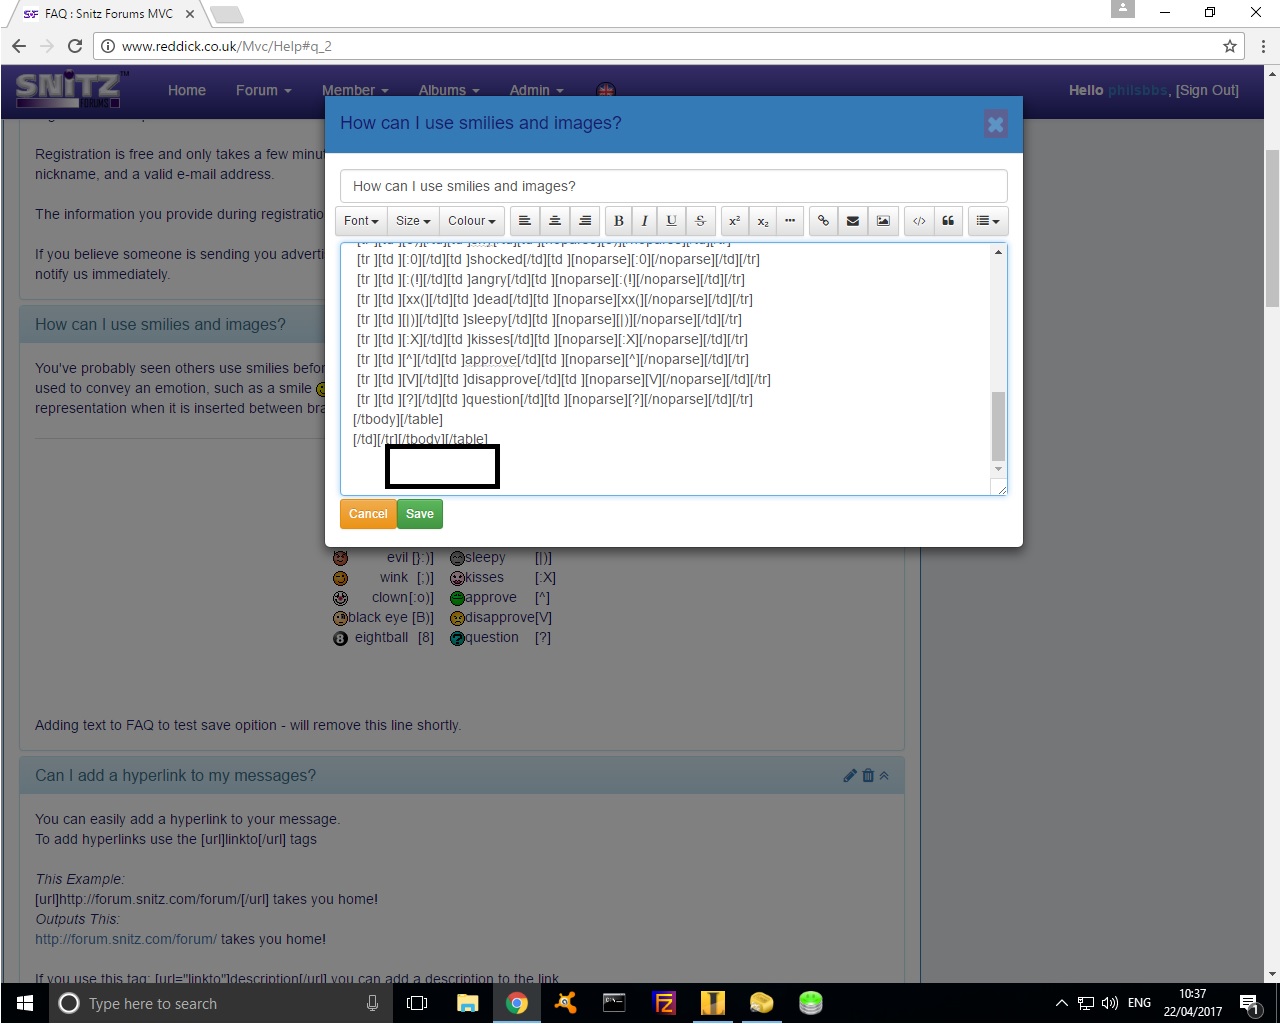 FAQ : Snitz Forums MVC
www.reddick.co.uk/Mvc/Help#q_2
SNiTZ™
FORUMS
Home Forum Member Albums Admin
Hello philsbbs, [Sign Out]
How can I use smilies and images?
Registration is free and only takes a few minut
nickname, and a valid e-mail address.
The information you provide during registratio
If you believe someone is sending you adverti
notify us immediately.
How can I use smilies and images?
Font Size Colour B I U S x² x₂
[tr ][td ][:0][/td][td ]shocked[/td][td ][noparse][:0][/noparse][/td][/tr]
[tr ][td ][:(!][/td][td ]angry[/td][td ][noparse][:(!][/noparse][/td][/tr]
[tr ][td ][xx(][/td][td ]dead[/td][td ][noparse][xx(][/noparse][/td][/tr]
[tr ][td ][|)][/td][td ]sleepy[/td][td ][noparse][|)][/noparse][/td][/tr]
[tr ][td ][:X][/td][td ]kisses[/td][td ][noparse][:X][/noparse][/td][/tr]
[tr ][td ][^][/td][td ]approve[/td][td ][noparse][^][/noparse][/td][/tr]
[tr ][td ][V][/td][td ]disapprove[/td][td ][noparse][V][/noparse][/td][/tr]
[tr ][td ][?][/td][td ]question[/td][td ][noparse][?][/noparse][/td][/tr]
[/tbody][/table]
[/td][/tr][/tbody][/table]
Cancel Save
How can I use smilies and images?
You've probably seen others use smilies befor
used to convey an emotion, such as a smile
representation when it is inserted between bra
evil [}:)] sleepy [|)]
wink [;)] kisses [:X]
clown[:o)] approve [^]
black eye [B)] disapprove[V]
eightball [8] question [?]
Adding text to FAQ to test save opition - will remove this line shortly.
Can I add a hyperlink to my messages?
You can easily add a hyperlink to your message.
To add hyperlinks use the [url]linkto[/url] tags
This Example:
[url]http://forum.snitz.com/forum/[/url] takes you home!
Outputs This:
http://forum.snitz.com/forum/ takes you home!
If you use this tag: [url="linkto"]description[/url] you can add a description to the link
Type here to search
ENG
10:37
22/04/2017
1